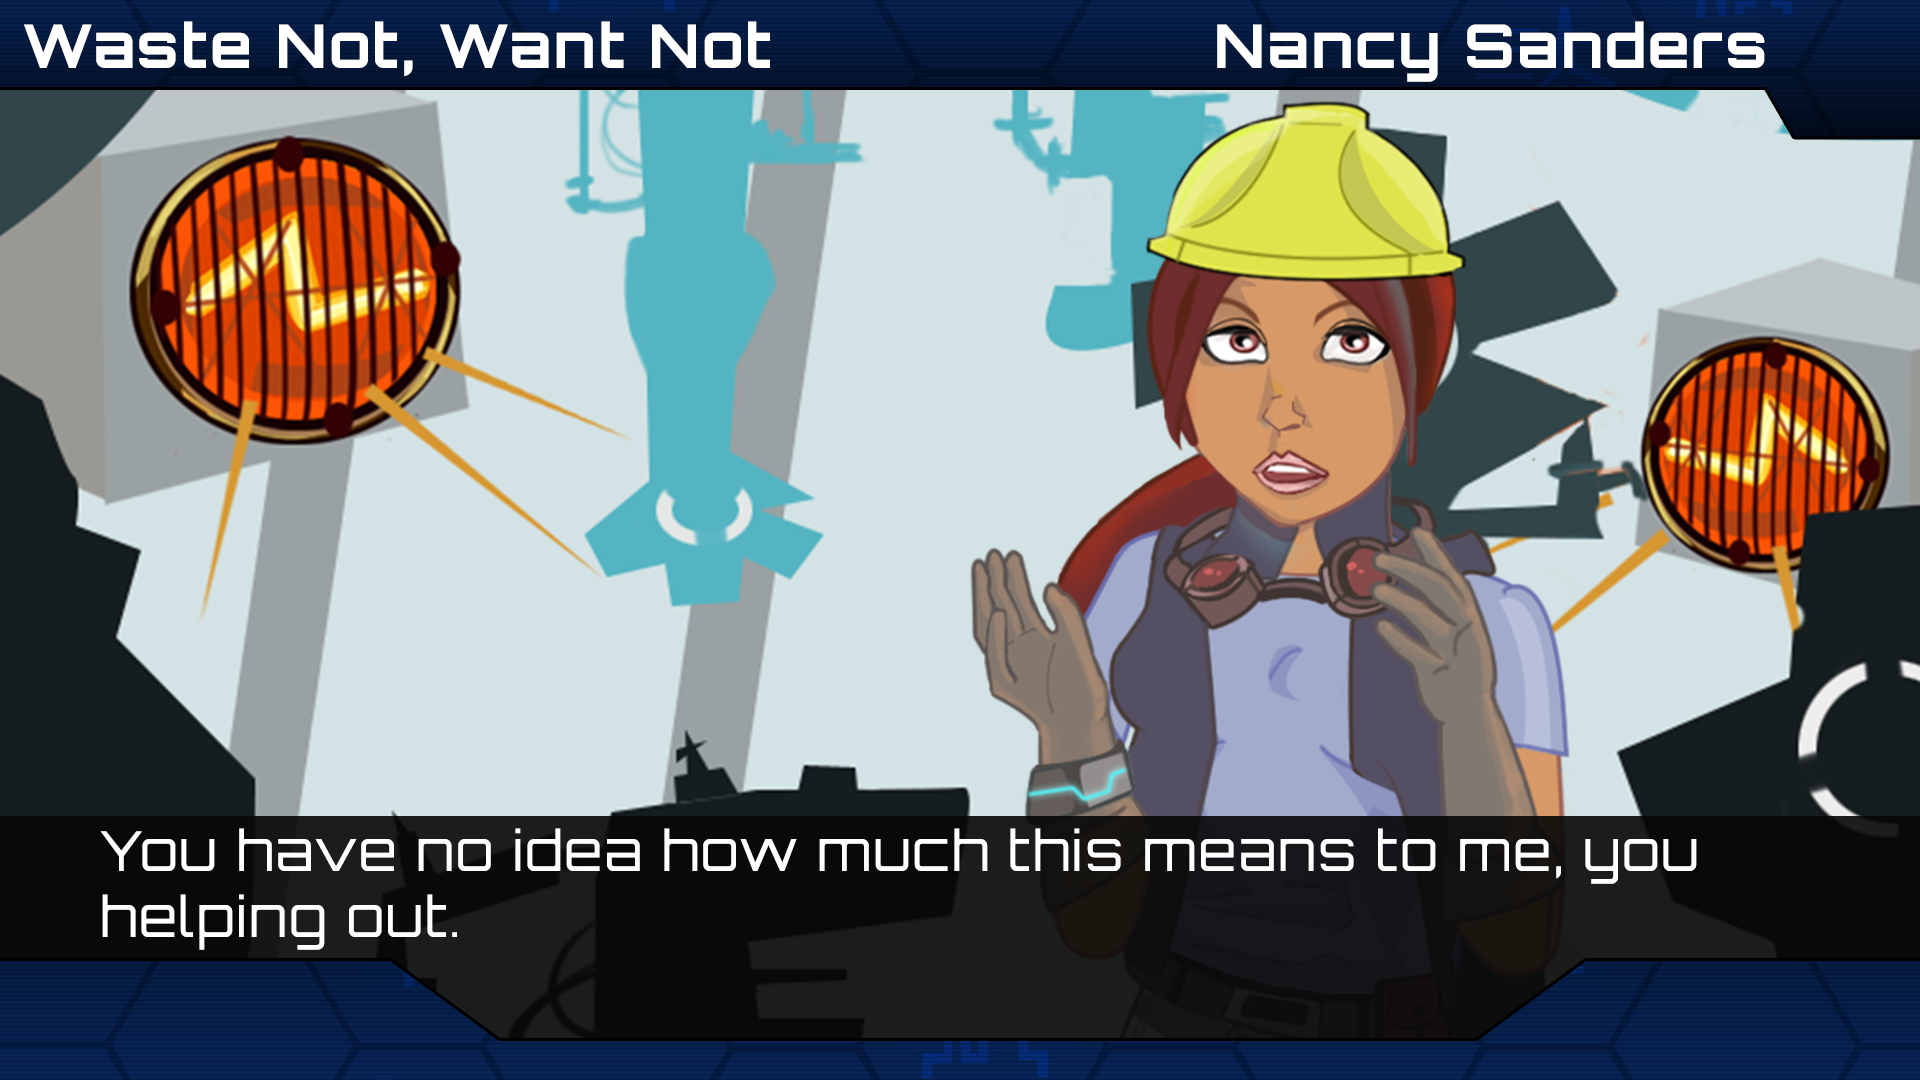 Waste Not, Want Not
Nancy Sanders
You have no idea how much this means to me, you
helping out.